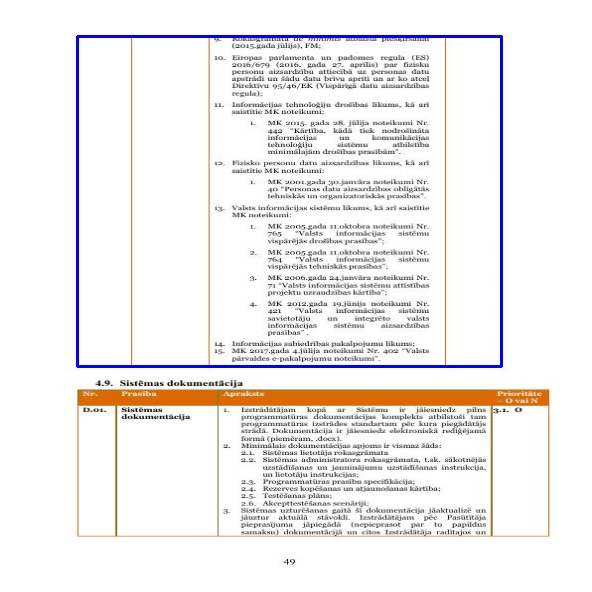 9. Rokasgrāmata de minimis atbalsta piešķiršanai
(2015.gada jūlijs), FM;
10. Eiropas parlamenta un padomes regula (ES)
2016/679 (2016. gada 27. aprīlis) par fizisku
personu aizsardzību attiecībā uz personas datu
apstrādi un šādu datu brīvu apriti un ar ko atceļ
Direktīvu 95/46/EK (Vispārīgā datu aizsardzības
regula);
11. Informācijas tehnoloģiju drošības likums, kā arī
saistītie MK noteikumi:
1. MK 2015. gada 28. jūlija noteikumi Nr.
442 “Kārtība, kādā tiek nodrošināta
informācijas un komunikācijas
tehnoloģiju sistēmu atbilstība
minimālajām drošības prasībām”.
12. Fizisko personu datu aizsardzības likums, kā arī
saistītie MK noteikumi:
1. MK 2001.gada 30.janvāra noteikumi Nr.
40 “Personas datu aizsardzības obligātās
tehniskās un organizatoriskās prasības”.
13. Valsts informācijas sistēmu likums, kā arī saistītie
MK noteikumi:
1. MK 2005.gada 11.oktobra noteikumi Nr.
765 “Valsts informācijas sistēmu
vispārējās drošības prasības”;
2. MK 2005.gada 11.oktobra noteikumi Nr.
764 “Valsts informācijas sistēmu
vispārējās tehniskās prasības”;
3. MK 2006.gada 24.janvāra noteikumi Nr.
71 “Valsts informācijas sistēmu attīstības
projektu uzraudzības kārtība”;
4. MK 2012.gada 19.jūnijs noteikumi Nr.
421 “Valsts informācijas sistēmu
savietotāju un integrēto valsts
informācijas sistēmu aizsardzības
prasības” .
14. Informācijas sabiedrības pakalpojumu likums;
15. MK 2017.gada 4.jūlija noteikumi Nr. 402 “Valsts
pārvaldes e-pakalpojumu noteikumi”.
4.9. Sistēmas dokumentācija
Nr. Prasība Apraksts Prioritāte
– O vai N
D.01. Sistēmas 1. Izstrādātājam kopā ar Sistēmu ir jāiesniedz pilns 3.1. O
dokumentācija programmatūras dokumentācijas komplekts atbilstoši tam
programmatūras izstrādes standartam pēc kura piegādātājs
strādā. Dokumentācija ir jāiesniedz elektroniskā rediģējamā
formā (piemēram, .docx).
2. Minimālais dokumentācijas apjoms ir vismaz šāds:
2.1. Sistēmas lietotāja rokasgrāmata
2.2. Sistēmas administratora rokasgrāmata, t.sk. sākotnējās
uzstādīšanas un jauninājumu uzstādīšanas instrukcija,
un lietotāju instrukcijas;
2.3. Programmatūras prasību specifikācija;
2.4. Rezerves kopēšanas un atjaunošanas kārtība;
2.5. Testēšanas plāns;
2.6. Akcepttestēšanas scenāriji;
3. Sistēmas uzturēšanas gaitā šī dokumentācija jāaktualizē un
jāuztur aktuālā stāvoklī. Izstrādātājam pēc Pasūtītāja
pieprasījuma jāpiegādā (nepieprasot par to papildus
samaksu) dokumentācijā un citos Izstrādātāja radītajos un
49